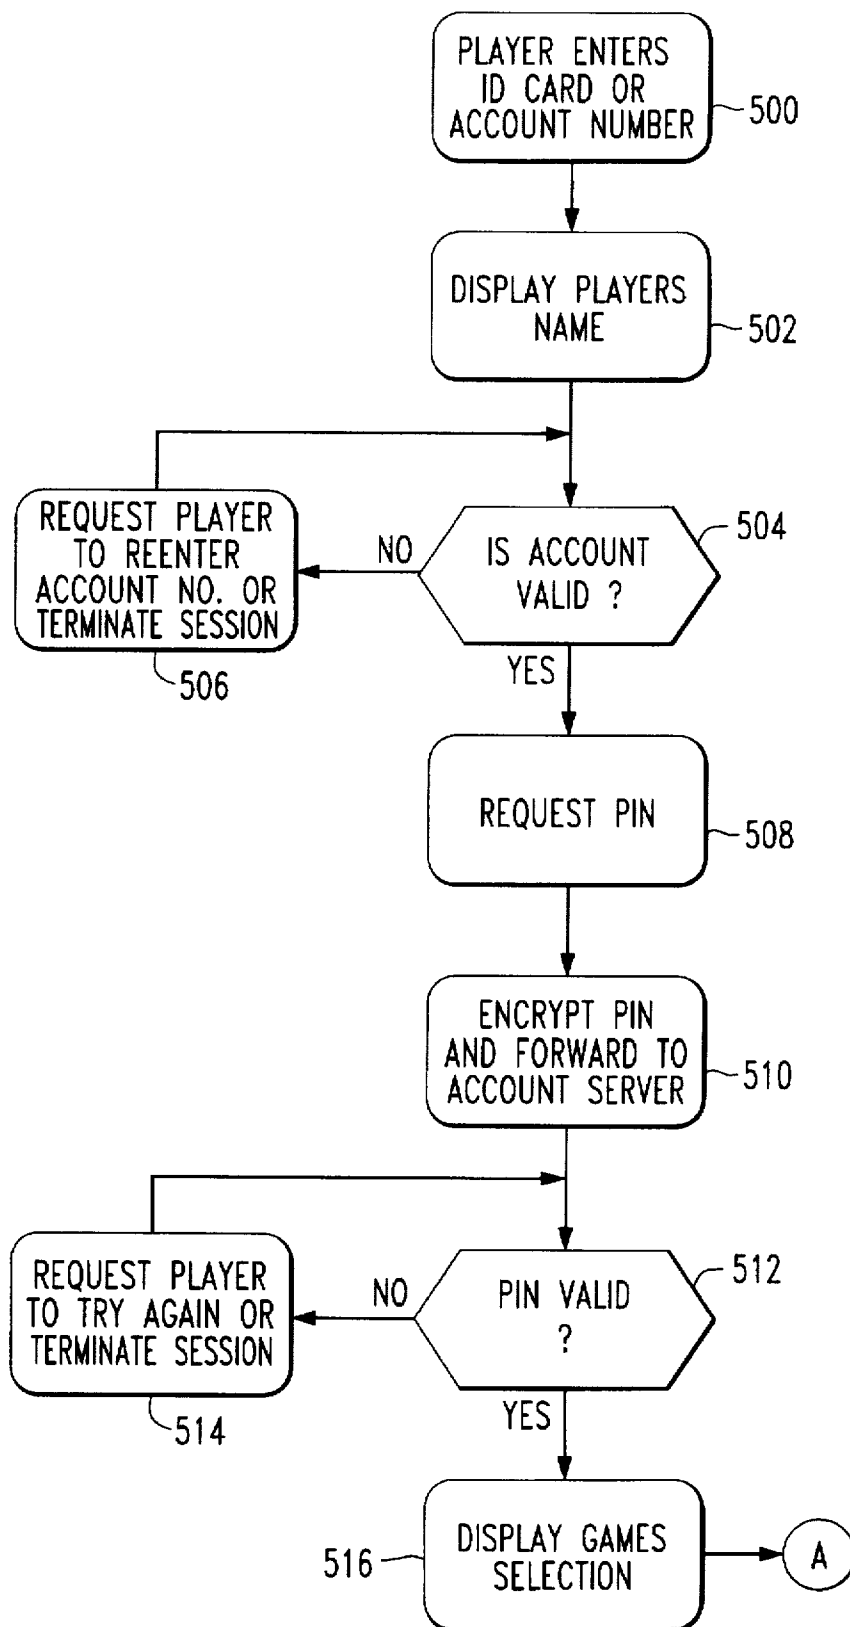 PLAYER ENTERS
ID CARD OR
ACCOUNT NUMBER
500
DISPLAY PLAYERS
NAME
502
REQUEST PLAYER
TO REENTER
ACCOUNT NO. OR
TERMINATE SESSION
506
NO
IS ACCOUNT
VALID ?
504
YES
REQUEST PIN
508
ENCRYPT PIN
AND FORWARD TO
ACCOUNT SERVER
510
REQUEST PLAYER
TO TRY AGAIN OR
TERMINATE SESSION
514
NO
PIN VALID
?
512
YES
516
DISPLAY GAMES
SELECTION
A